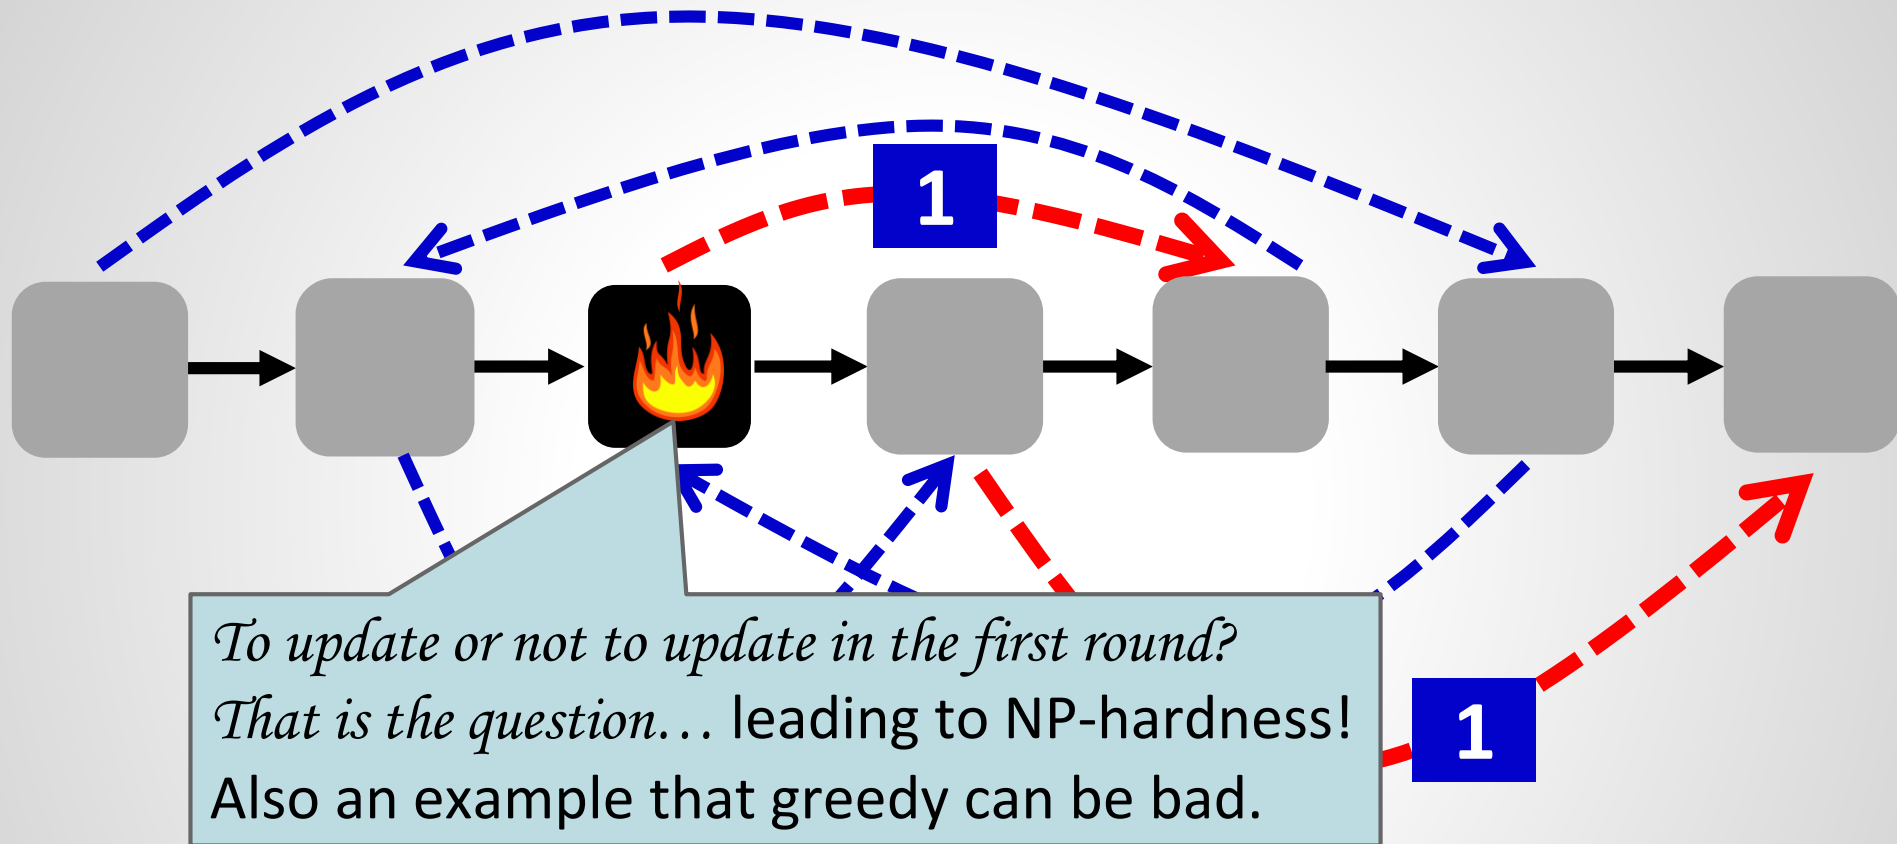 1
To update or not to update in the first round?
That is the question… leading to NP-hardness!
Also an example that greedy can be bad.
1